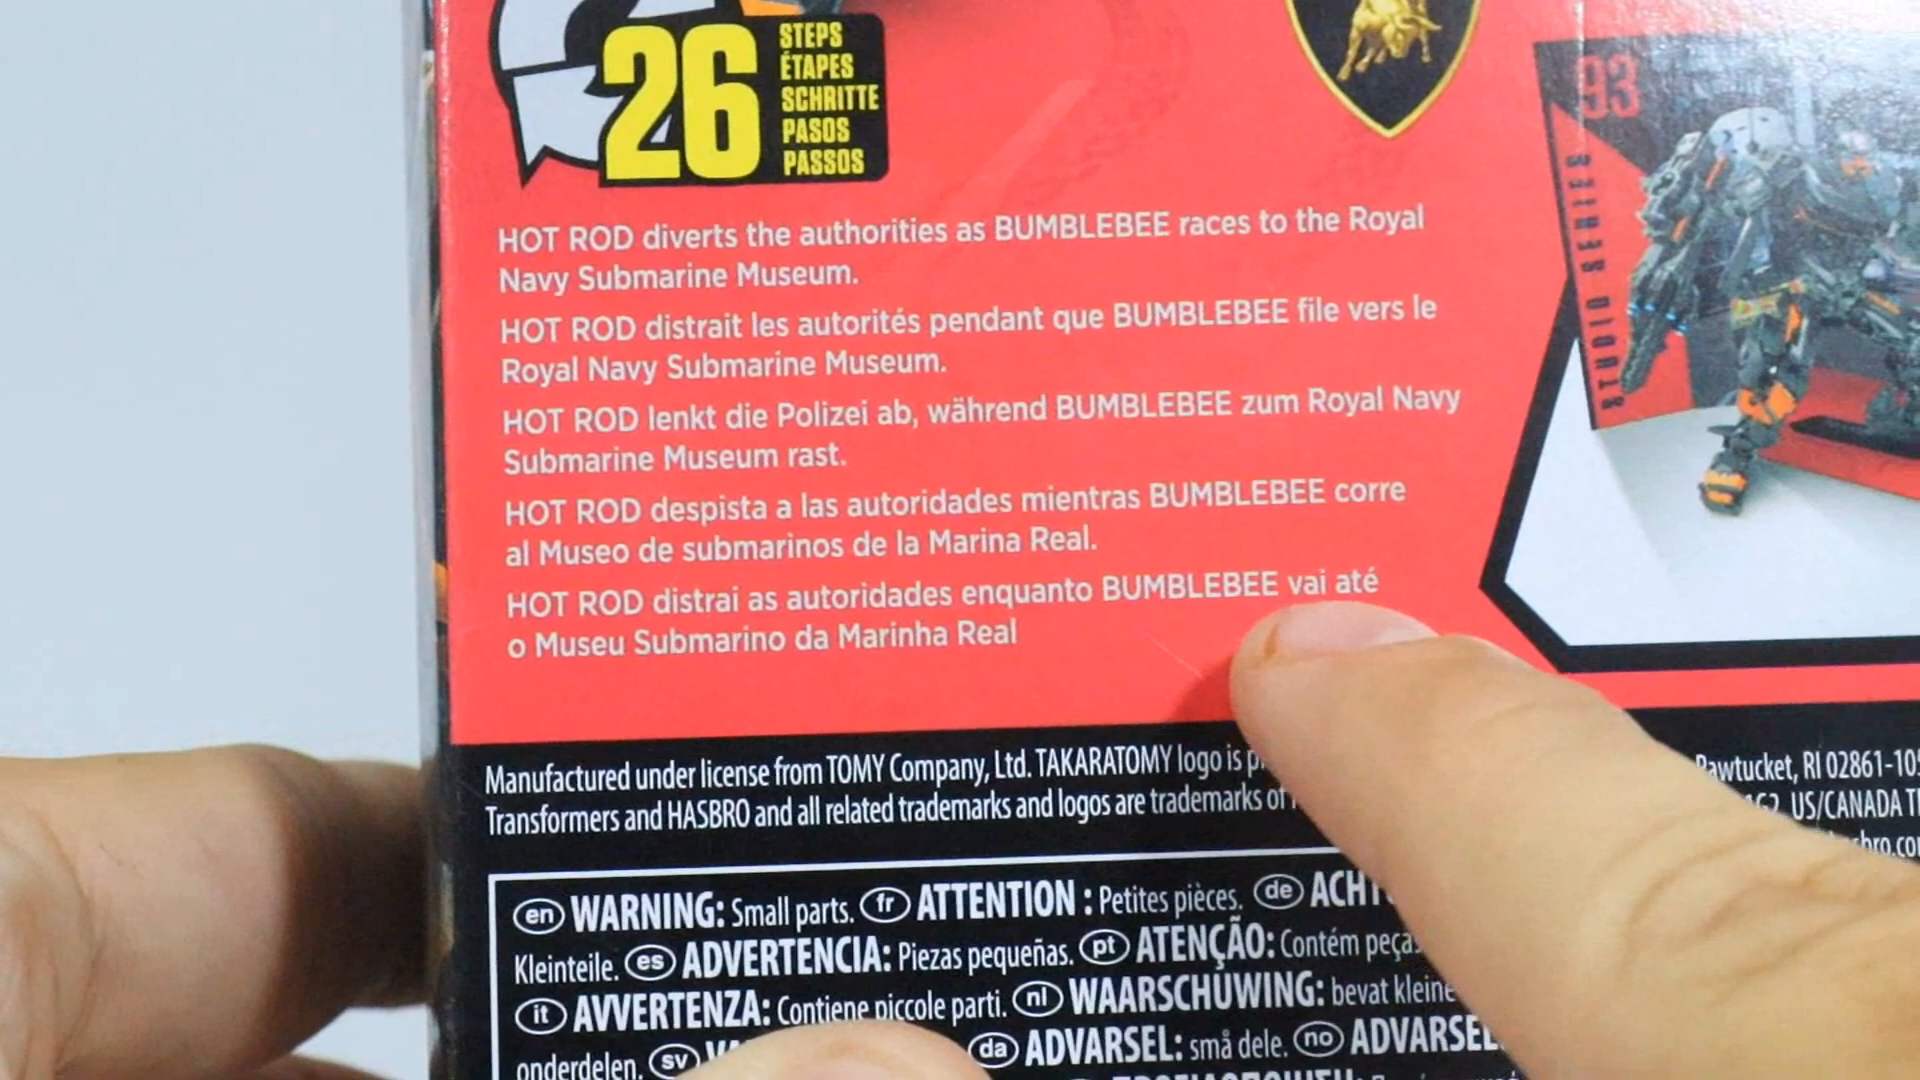 26
STEPS
ÉTAPES
SCHRITTE
PASOS
PASSOS
93
STUDIO SERIES
HOT ROD diverts the authorities as BUMBLEBEE races to the Royal
Navy Submarine Museum.
HOT ROD distrait les autorités pendant que BUMBLEBEE file vers le
Royal Navy Submarine Museum.
HOT ROD lenkt die Polizei ab, während BUMBLEBEE zum Royal Navy
Submarine Museum rast.
HOT ROD despista a las autoridades mientras BUMBLEBEE corre
al Museo de submarinos de la Marina Real.
HOT ROD distrai as autoridades enquanto BUMBLEBEE vai até
o Museu Submarino da Marinha Real
Manufactured under license from TOMY Company, Ltd. TAKARATOMY logo is Pawtucket, RI 02861
Transformers and HASBRO and all related trademarks and logos are trademarks of US/CANADA
en WARNING: Small parts. fr ATTENTION : Petites pièces. de
Kleinteile. es ADVERTENCIA: Piezas pequeñas. pt ATENÇÃO: Contém
it AVVERTENZA: Contiene piccole parti. nl WAARSCHUWING: bevat kleine
onderdelen. sv da ADVARSEL: små dele. no ADVARSEL